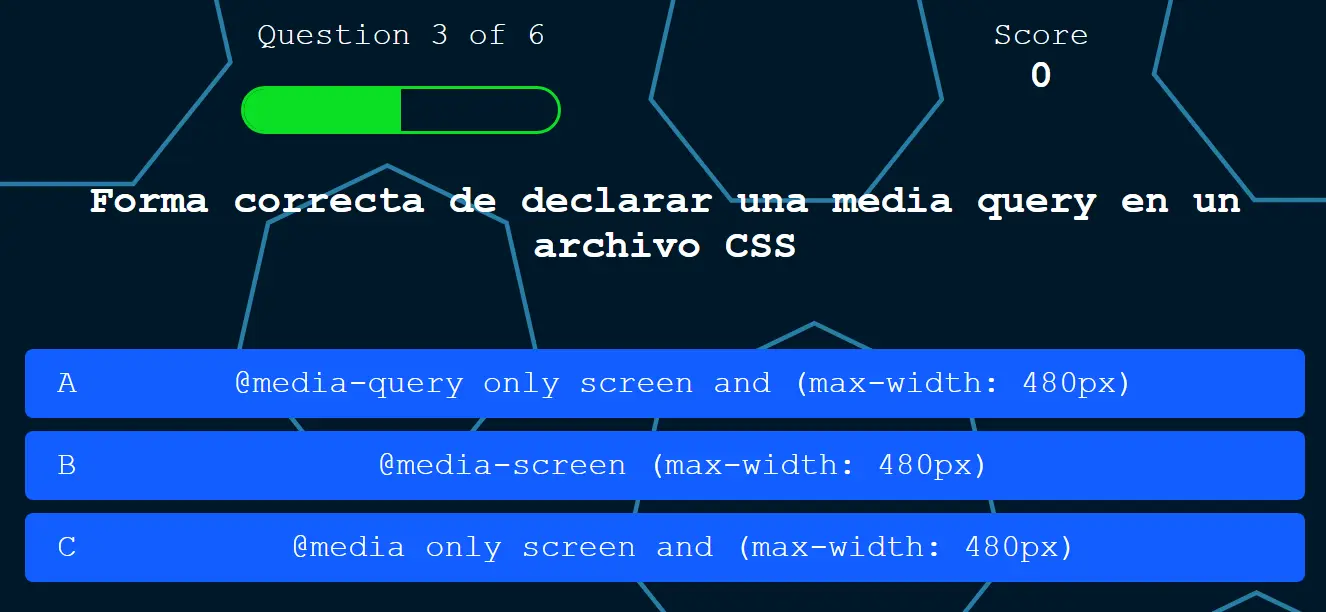 Question 3 of 6
Score
0
Forma correcta de declarar una media query en un
archivo CSS
A @media-query only screen and (max-width: 480px)
B @media-screen (max-width: 480px)
C @media only screen and (max-width: 480px)